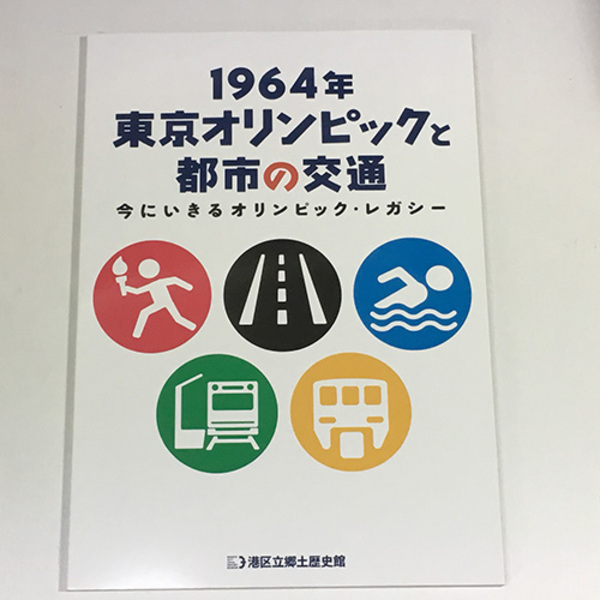 1964年
東京オリンピックと
都市の交通
今にいきるオリンピック・レガシー
港区立郷土歴史館